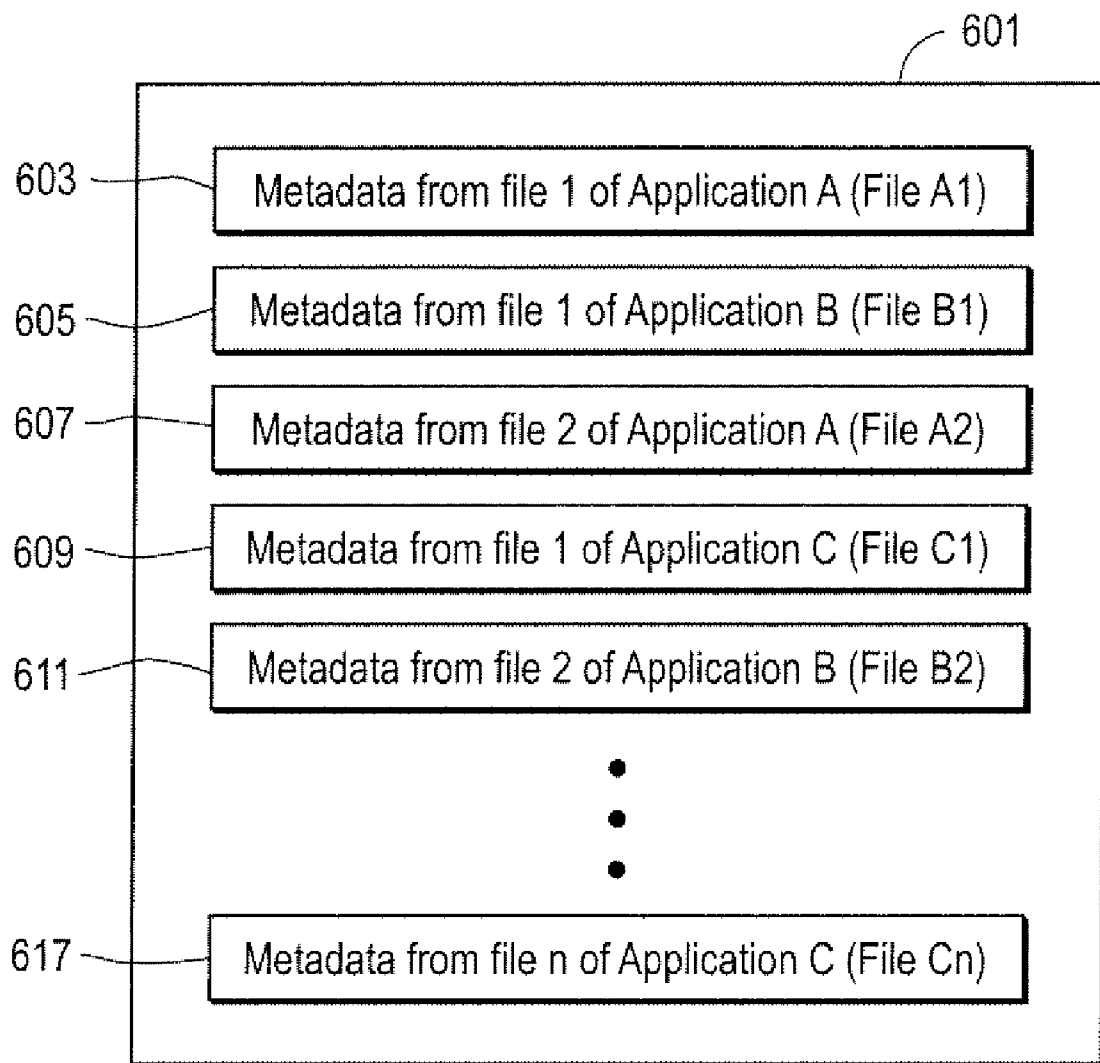 601
603 Metadata from file 1 of Application A (File A1)
605 Metadata from file 1 of Application B (File B1)
607 Metadata from file 2 of Application A (File A2)
609 Metadata from file 1 of Application C (File C1)
611 Metadata from file 2 of Application B (File B2)
617 Metadata from file n of Application C (File Cn)